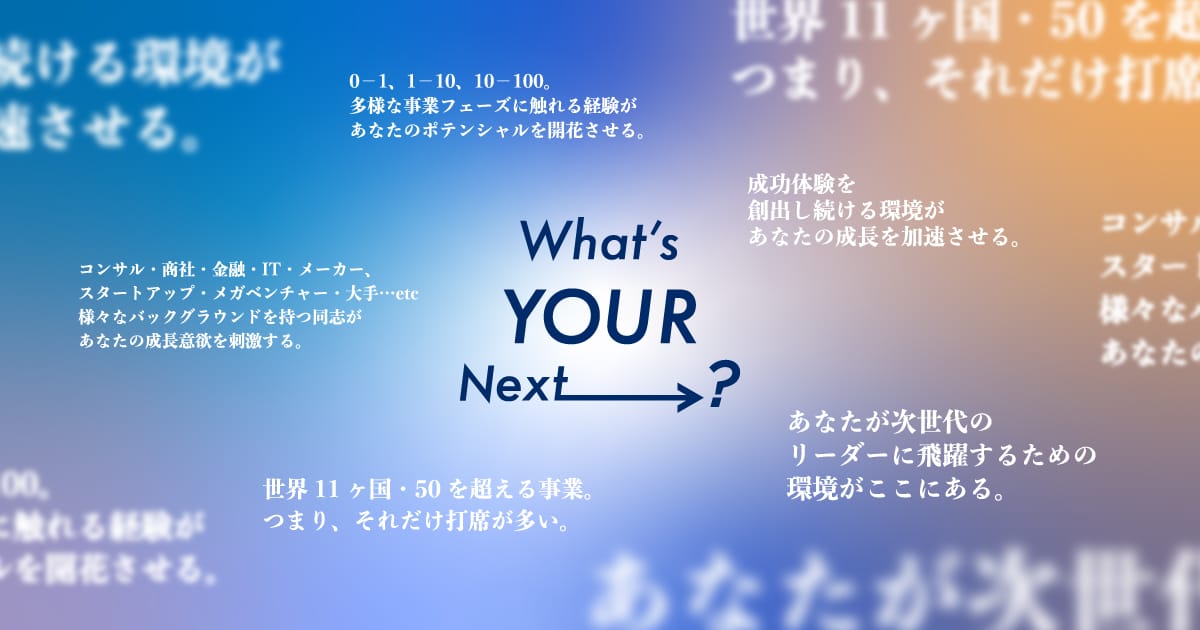 続ける環境が
速させる。
0−1、1−10、10−100。
多様な事業フェーズに触れる経験が
あなたのポテンシャルを開花させる。
世界 11 ヶ国・50 を超
つまり、それだけ打席
成功体験を
創出し続ける環境が
あなたの成長を加速させる。
What's
YOUR
Next→?
コンサル・商社・金融・IT・メーカー、
スタートアップ・メガベンチャー・大手…etc
様々なバックグラウンドを持つ同志が
あなたの成長意欲を刺激する。
コンサル
スター
様々な
あなたの
あなたが次世代の
リーダーに飛躍するための
環境がここにある。
世界 11 ヶ国・50 を超える事業。
つまり、それだけ打席が多い。
100。
に触れる経験が
ルを開花させる。
あなたが次世代